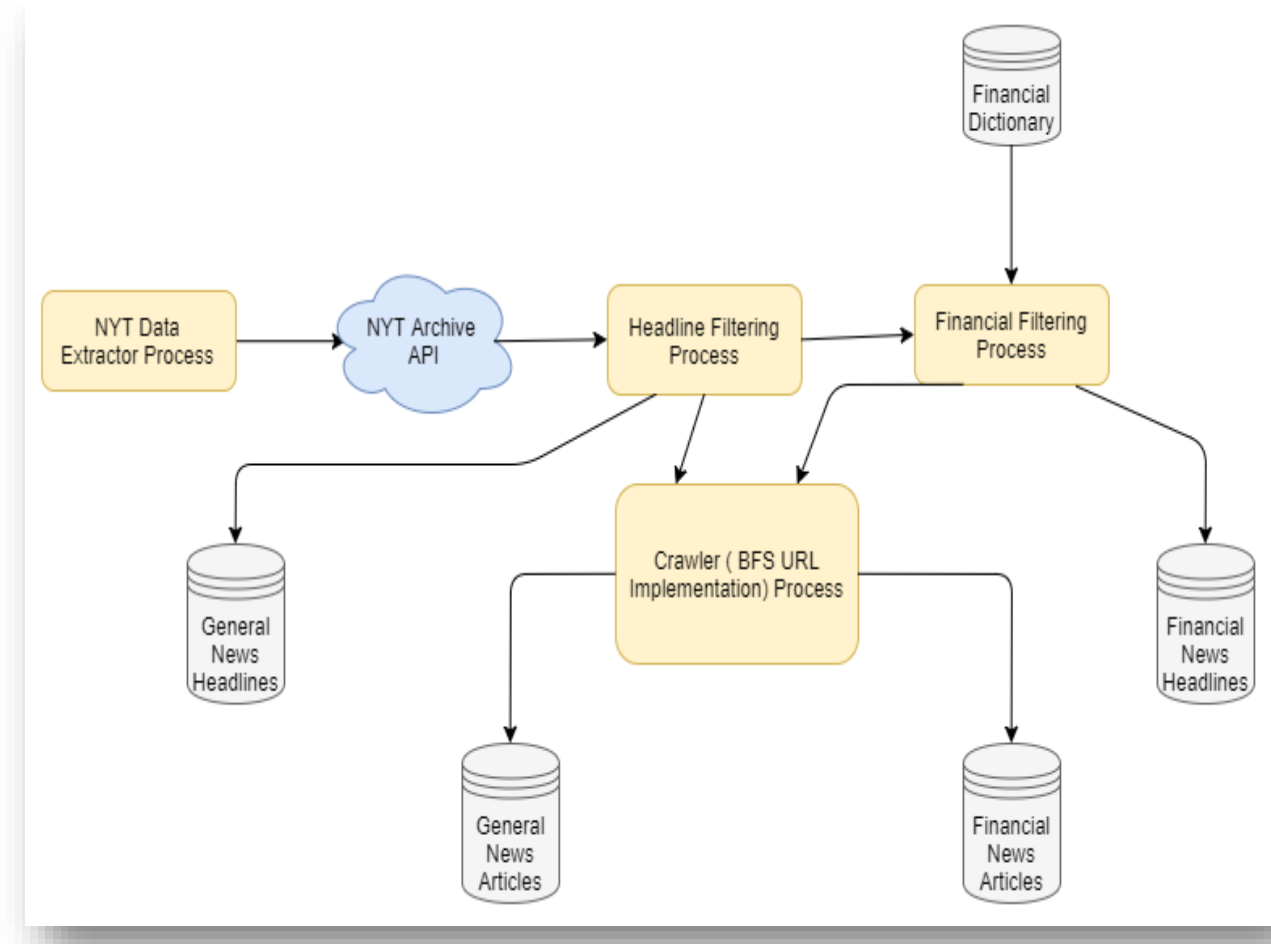 Financial
Dictionary
NYT Data
Extractor Process
NYT Archive
API
Headline Filtering
Process
Financial Filtering
Process
Crawler ( BFS URL
Implementation) Process
General
News
Headlines
Financial
News
Headlines
General
News
Articles
Financial
News
Articles